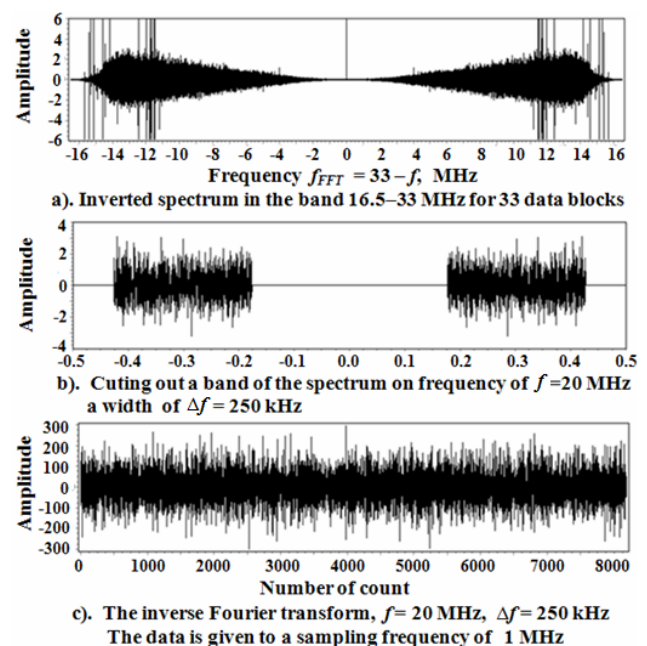 Amplitude
6
4
2
0
-2
-4
-6
-16 -14 -12 -10 -8 -6 -4 -2 0 2 4 6 8 10 12 14 16
Frequency fFFT = 33 – f, MHz
a). Inverted spectrum in the band 16.5–33 MHz for 33 data blocks
Amplitude
4
2
0
-2
-4
-0.5 -0.4 -0.3 -0.2 -0.1 0.0 0.1 0.2 0.3 0.4 0.5
b). Cuting out a band of the spectrum on frequency of f =20 MHz
a width of Δf = 250 kHz
Amplitude
300
200
100
0
-100
-200
-300
0 1000 2000 3000 4000 5000 6000 7000 8000
Number of count
c). The inverse Fourier transform, f= 20 MHz, Δf= 250 kHz
The data is given to a sampling frequency of 1 MHz